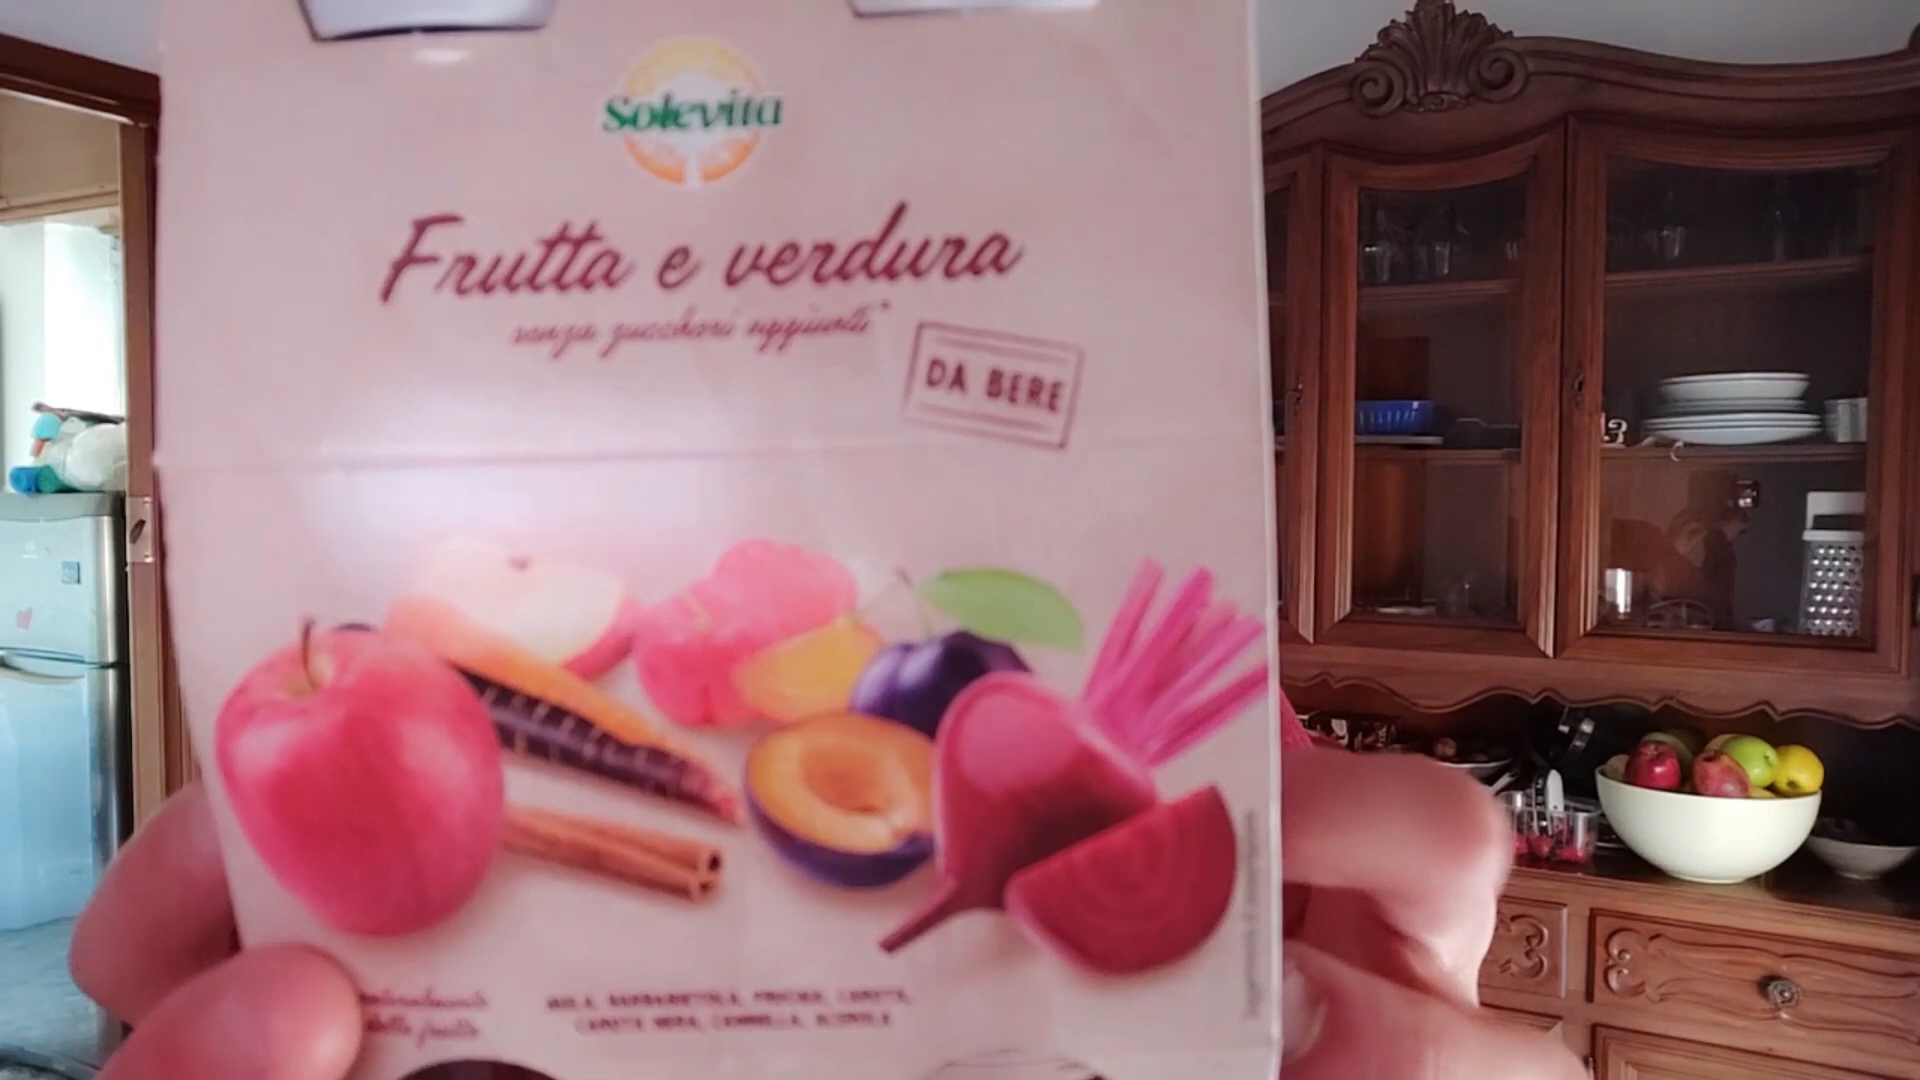 Solevita
Frutta e verdura
senza zuccheri aggiunti*
DA BERE
MELA, BARBABIETOLA, PRUGNA, CAROTA,
CAROTA NERA, CANNELLA, ACEROLA